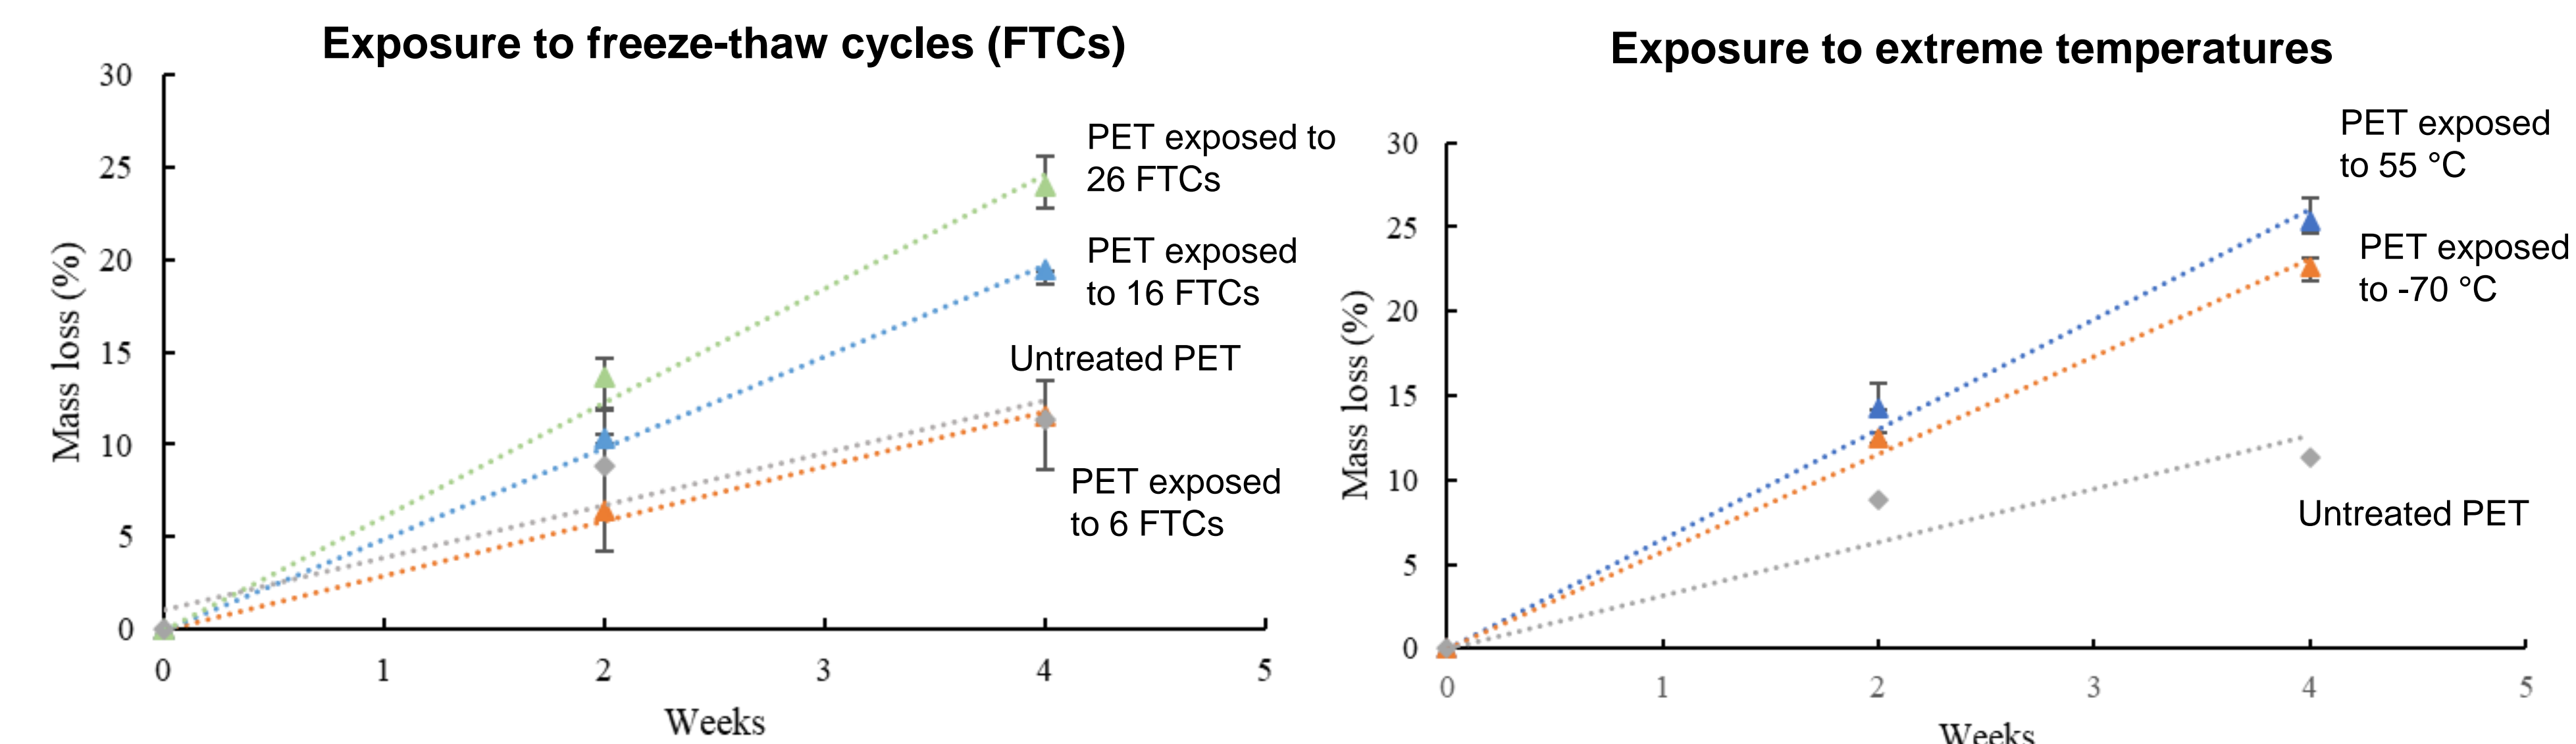 Exposure to freeze-thaw cycles (FTCs)
30
25
20
15
10
5
0
Mass loss (%)
PET exposed to
26 FTCs
PET exposed
to 16 FTCs
Untreated PET
PET exposed
to 6 FTCs
0 1 2 3 4 5
Weeks
Exposure to extreme temperatures
30
25
20
15
10
5
0
Mass loss (%)
PET exposed
to 55 °C
PET exposed
to -70 °C
Untreated PET
0 1 2 3 4 5
Weeks